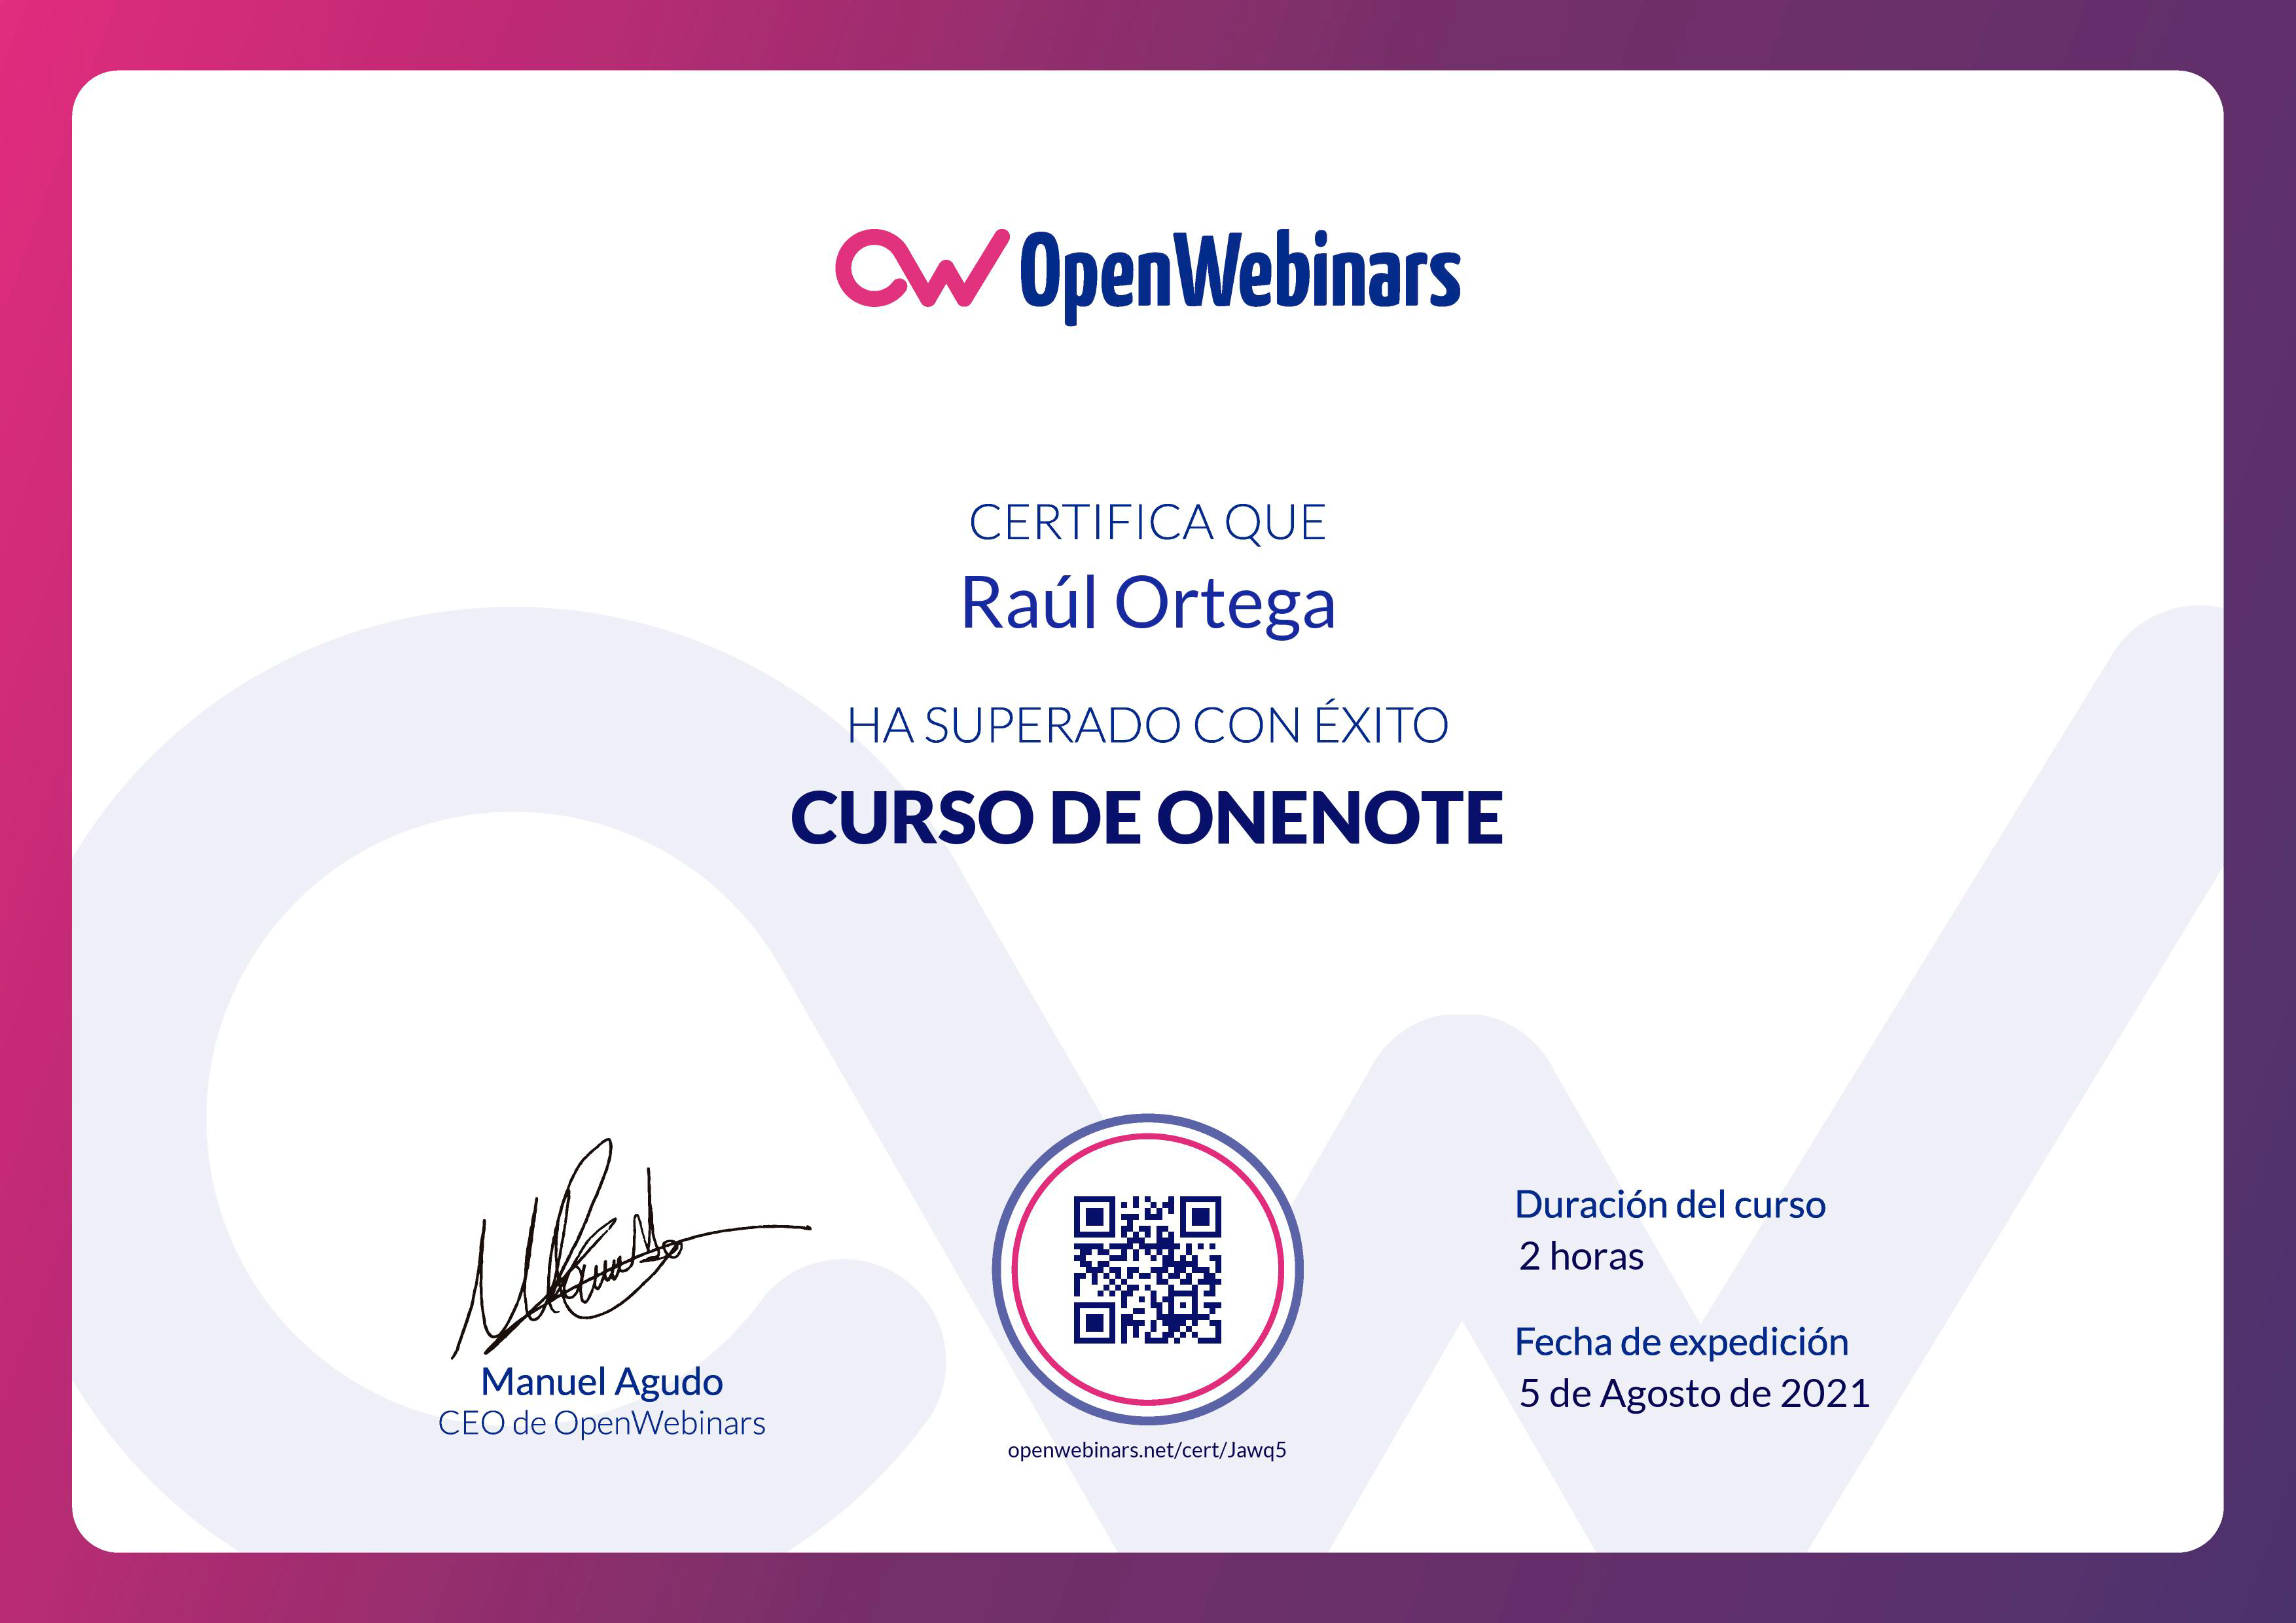 OpenWebinars
CERTIFICA QUE
Raúl Ortega
HA SUPERADO CON ÉXITO
CURSO DE ONENOTE
Manuel Agudo
CEO de OpenWebinars
openwebinars.net/cert/Jawq5
Duración del curso
2 horas
Fecha de expedición
5 de Agosto de 2021